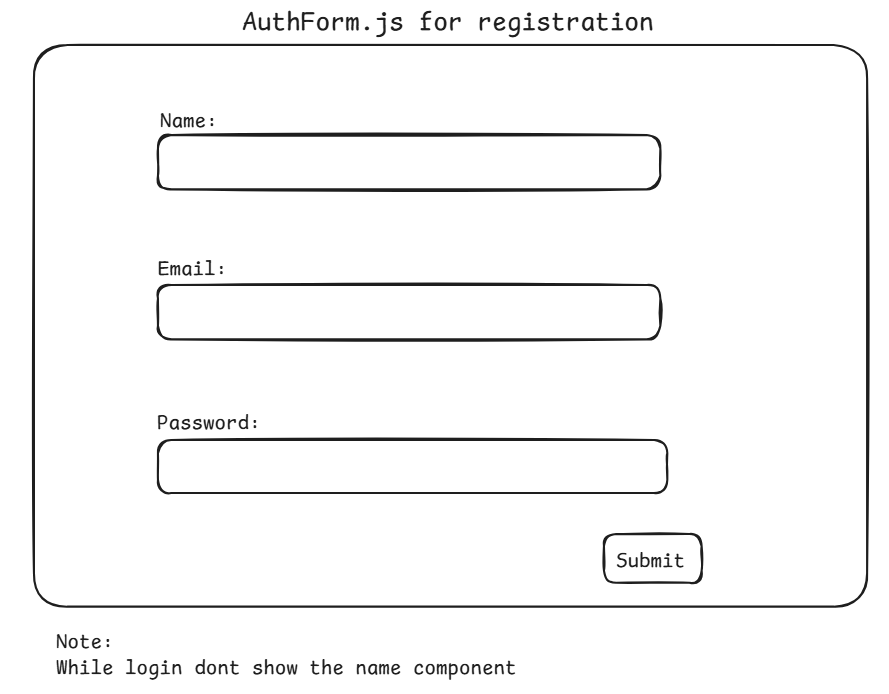 AuthForm.js for registration
Name:
Email:
Password:
Submit
Note:
While login dont show the name component